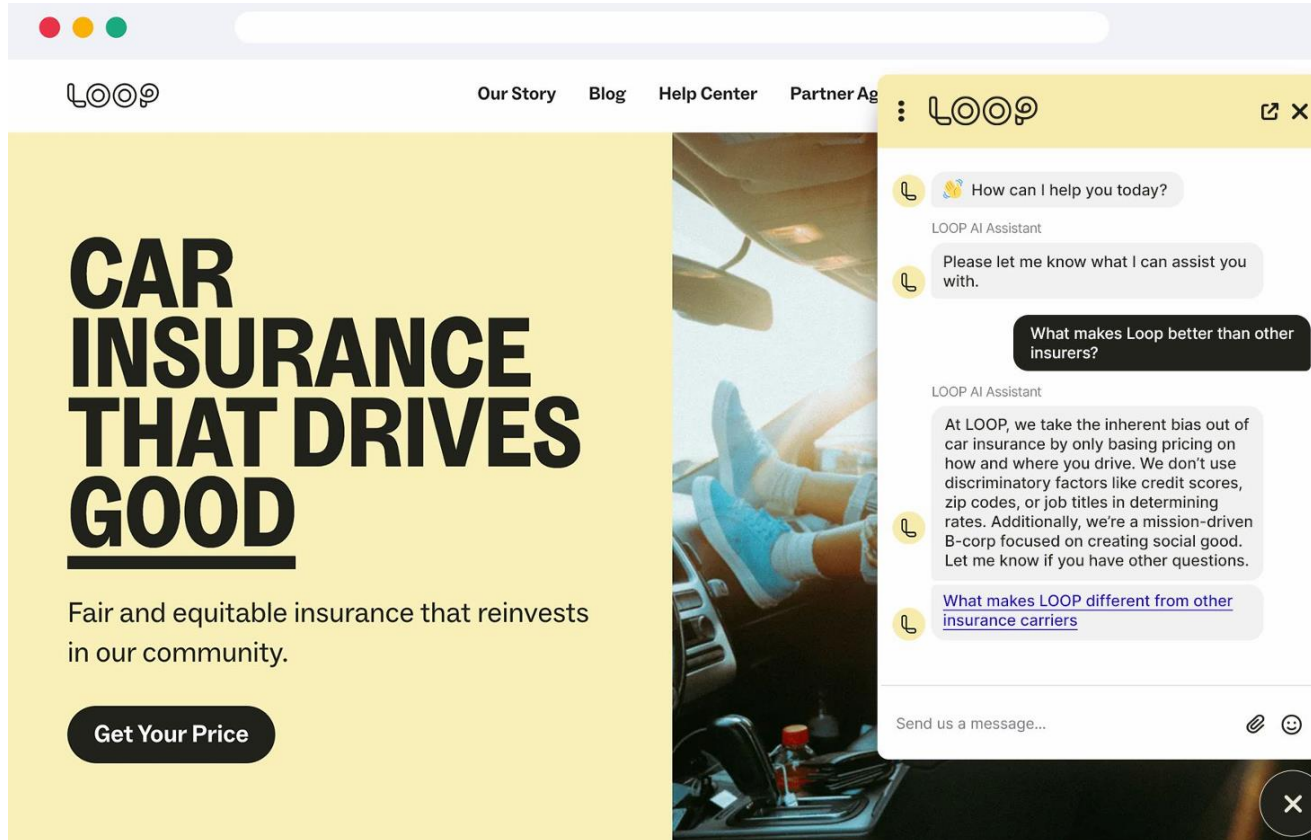 LOOP
Our Story
Blog
Help Center
Partner Ag
CAR
INSURANCE
THAT DRIVES
GOOD
Fair and equitable insurance that reinvests
in our community.
Get Your Price
LOOP
👋 How can I help you today?
LOOP AI Assistant
Please let me know what I can assist you
with.
What makes Loop better than other
insurers?
LOOP AI Assistant
At LOOP, we take the inherent bias out of
car insurance by only basing pricing on
how and where you drive. We don’t use
discriminatory factors like credit scores,
zip codes, or job titles in determining
rates. Additionally, we’re a mission-driven
B-corp focused on creating social good.
Let me know if you have other questions.
What makes LOOP different from other
insurance carriers
Send us a message...